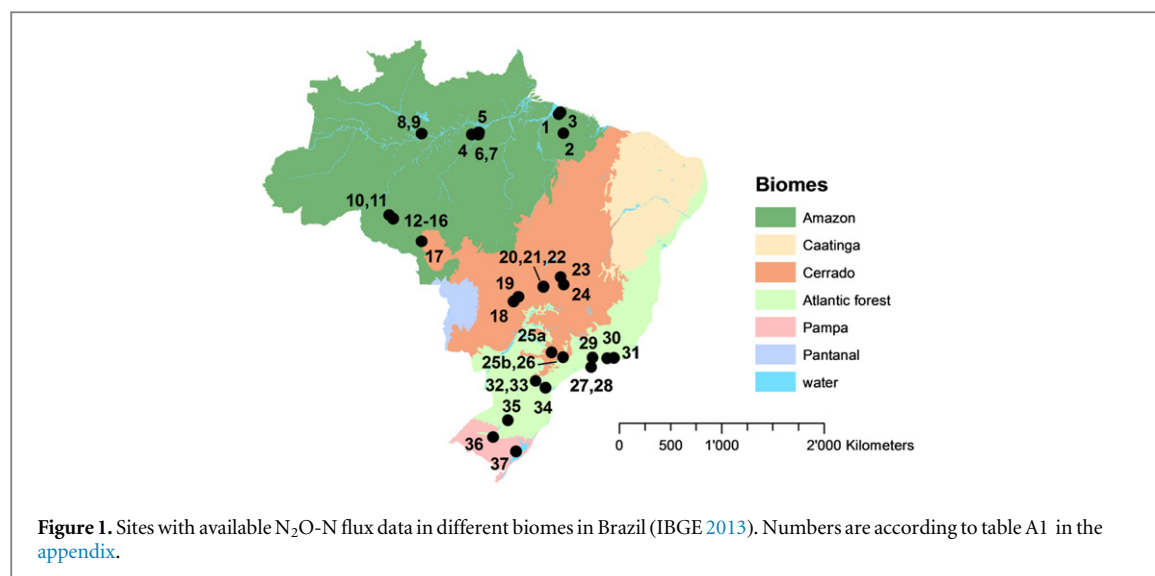 5
8,9
1
3
4
6,7
2
10,11
12-16
17
20,21,22
23
19
24
18
25a
29
30
31
25b,26
27,28
32,33
34
35
36
37
Biomes
Amazon
Caatinga
Cerrado
Atlantic forest
Pampa
Pantanal
water
0 500 1'000 2'000 Kilometers
Figure 1. Sites with available N₂O-N flux data in different biomes in Brazil (IBGE 2013). Numbers are according to table A1 in the
appendix.